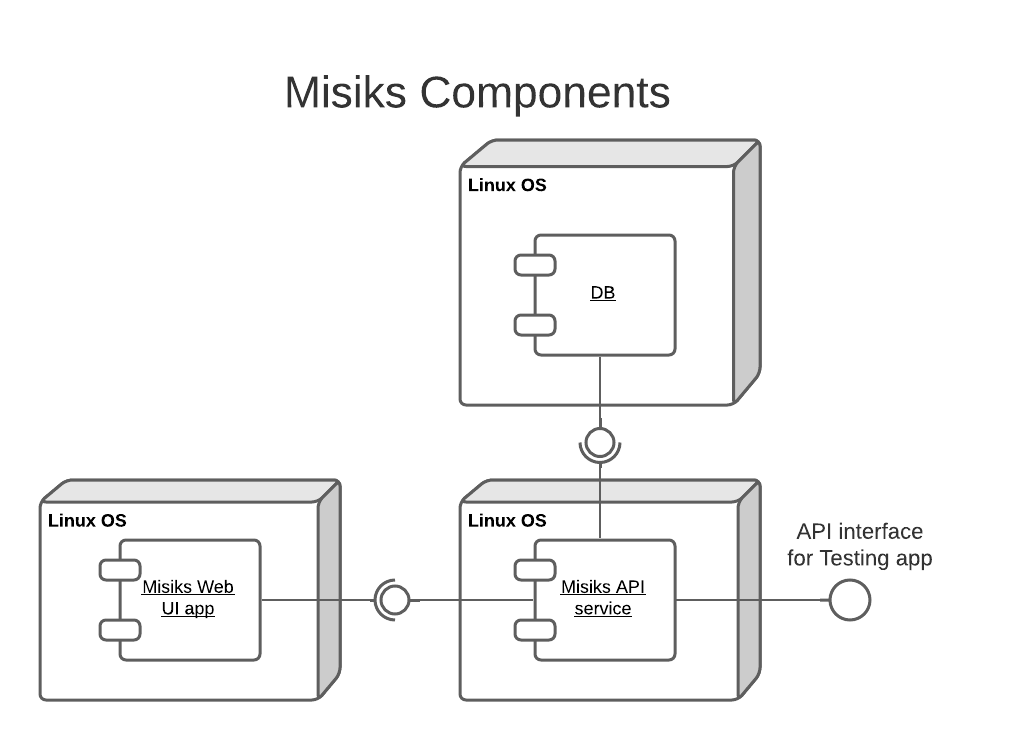 Misiks Components
Linux OS
DB
Linux OS
Misiks Web
UI app
Linux OS
Misiks API
service
API interface
for Testing app